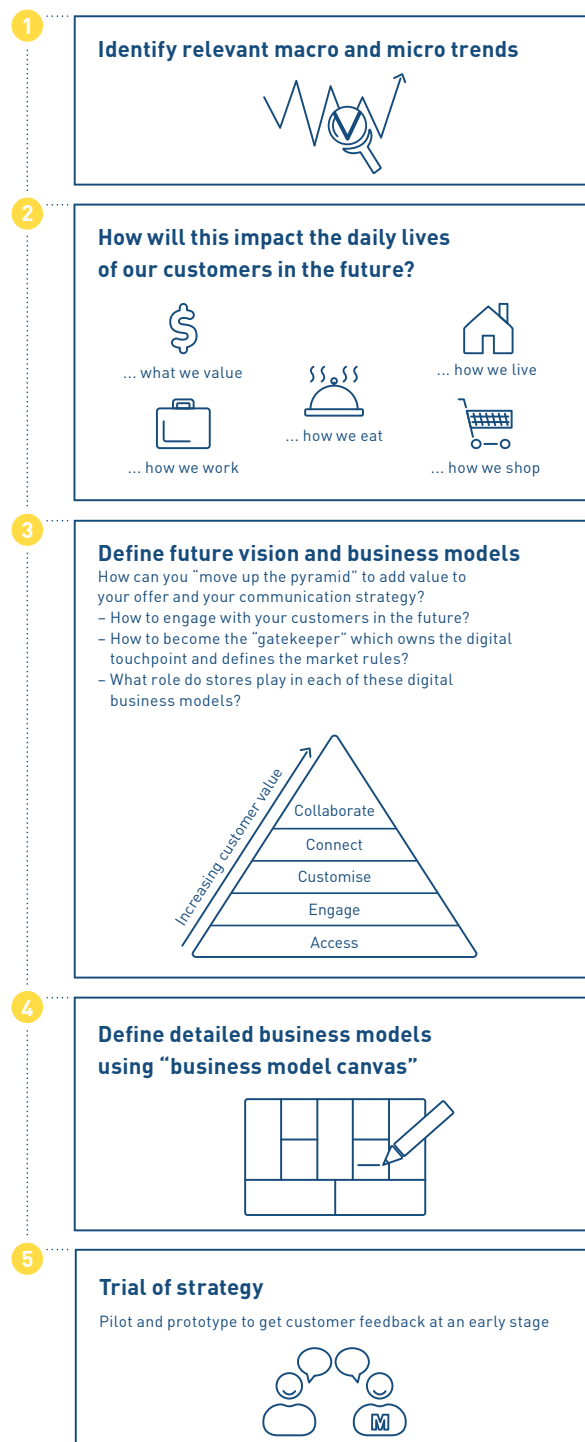 1
Identify relevant macro and micro trends
2
How will this impact the daily lives
of our customers in the future?
... what we value
... how we live
... how we eat
... how we work
... how we shop
3
Define future vision and business models
How can you “move up the pyramid” to add value to
your offer and your communication strategy?
– How to engage with your customers in the future?
– How to become the “gatekeeper” which owns the digital
touchpoint and defines the market rules?
– What role do stores play in each of these digital
business models?
Increasing customer value
Collaborate
Connect
Customise
Engage
Access
4
Define detailed business models
using “business model canvas”
5
Trial of strategy
Pilot and prototype to get customer feedback at an early stage
M